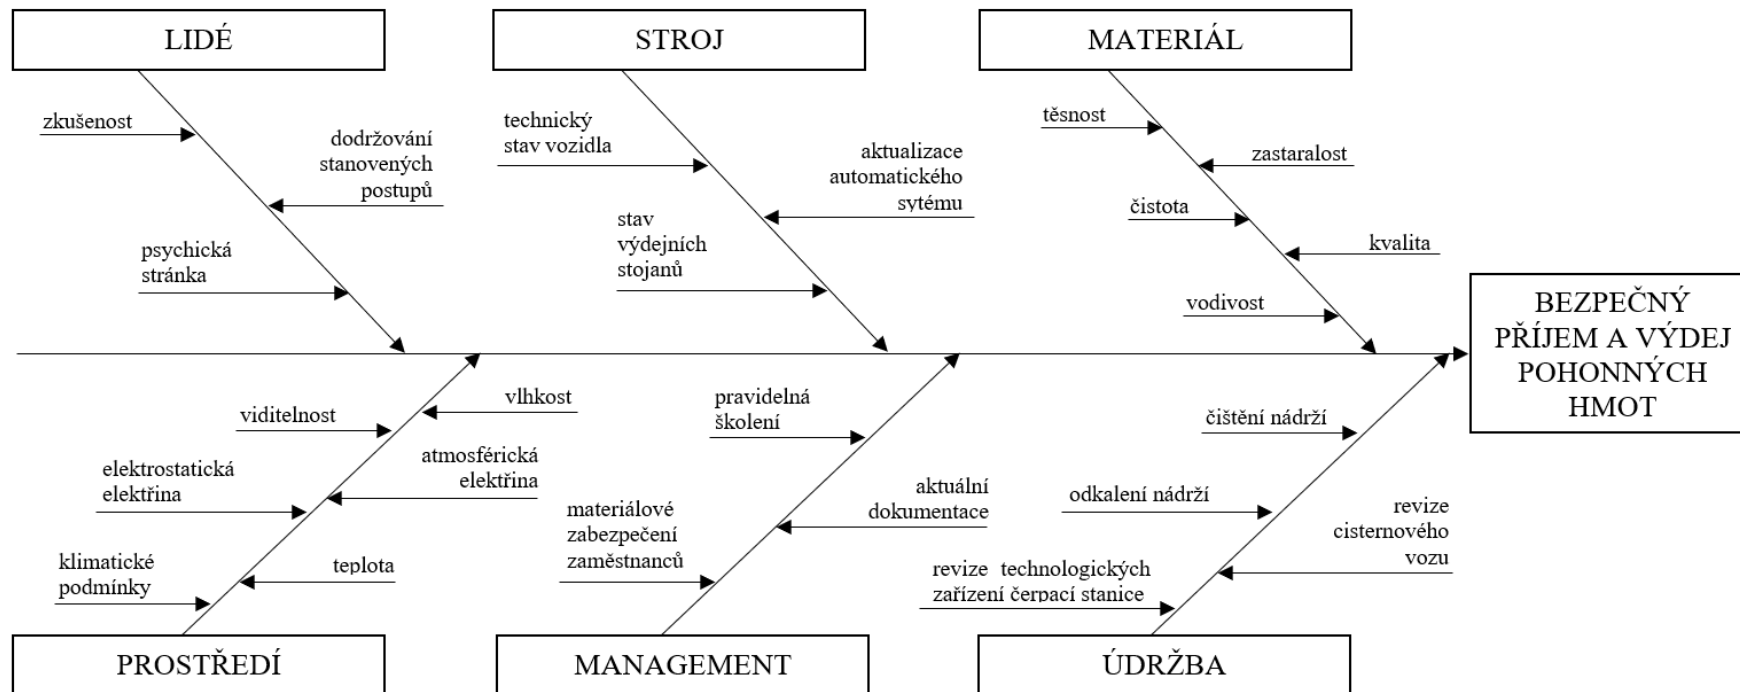 LIDÉ
STROJ
MATERIÁL
zkušenost
dodržování
stanovených
postupů
psychická
stránka
technický
stav vozidla
aktualizace
automatického
sytému
stav
výdejních
stojanů
těsnost
zastaralost
čistota
kvalita
vodivost
BEZPEČNÝ
PŘÍJEM A VÝDEJ
POHONNÝCH
HMOT
vlhkost
viditelnost
atmosférická
elektřina
elektrostatická
elektřina
teplota
klimatické
podmínky
pravidelná
školení
aktuální
dokumentace
materiálové
zabezpečení
zaměstnanců
čištění nádrží
odkalení nádrží
revize
cisternového
vozu
revize technologických
zařízení čerpací stanice
PROSTŘEDÍ
MANAGEMENT
ÚDRŽBA